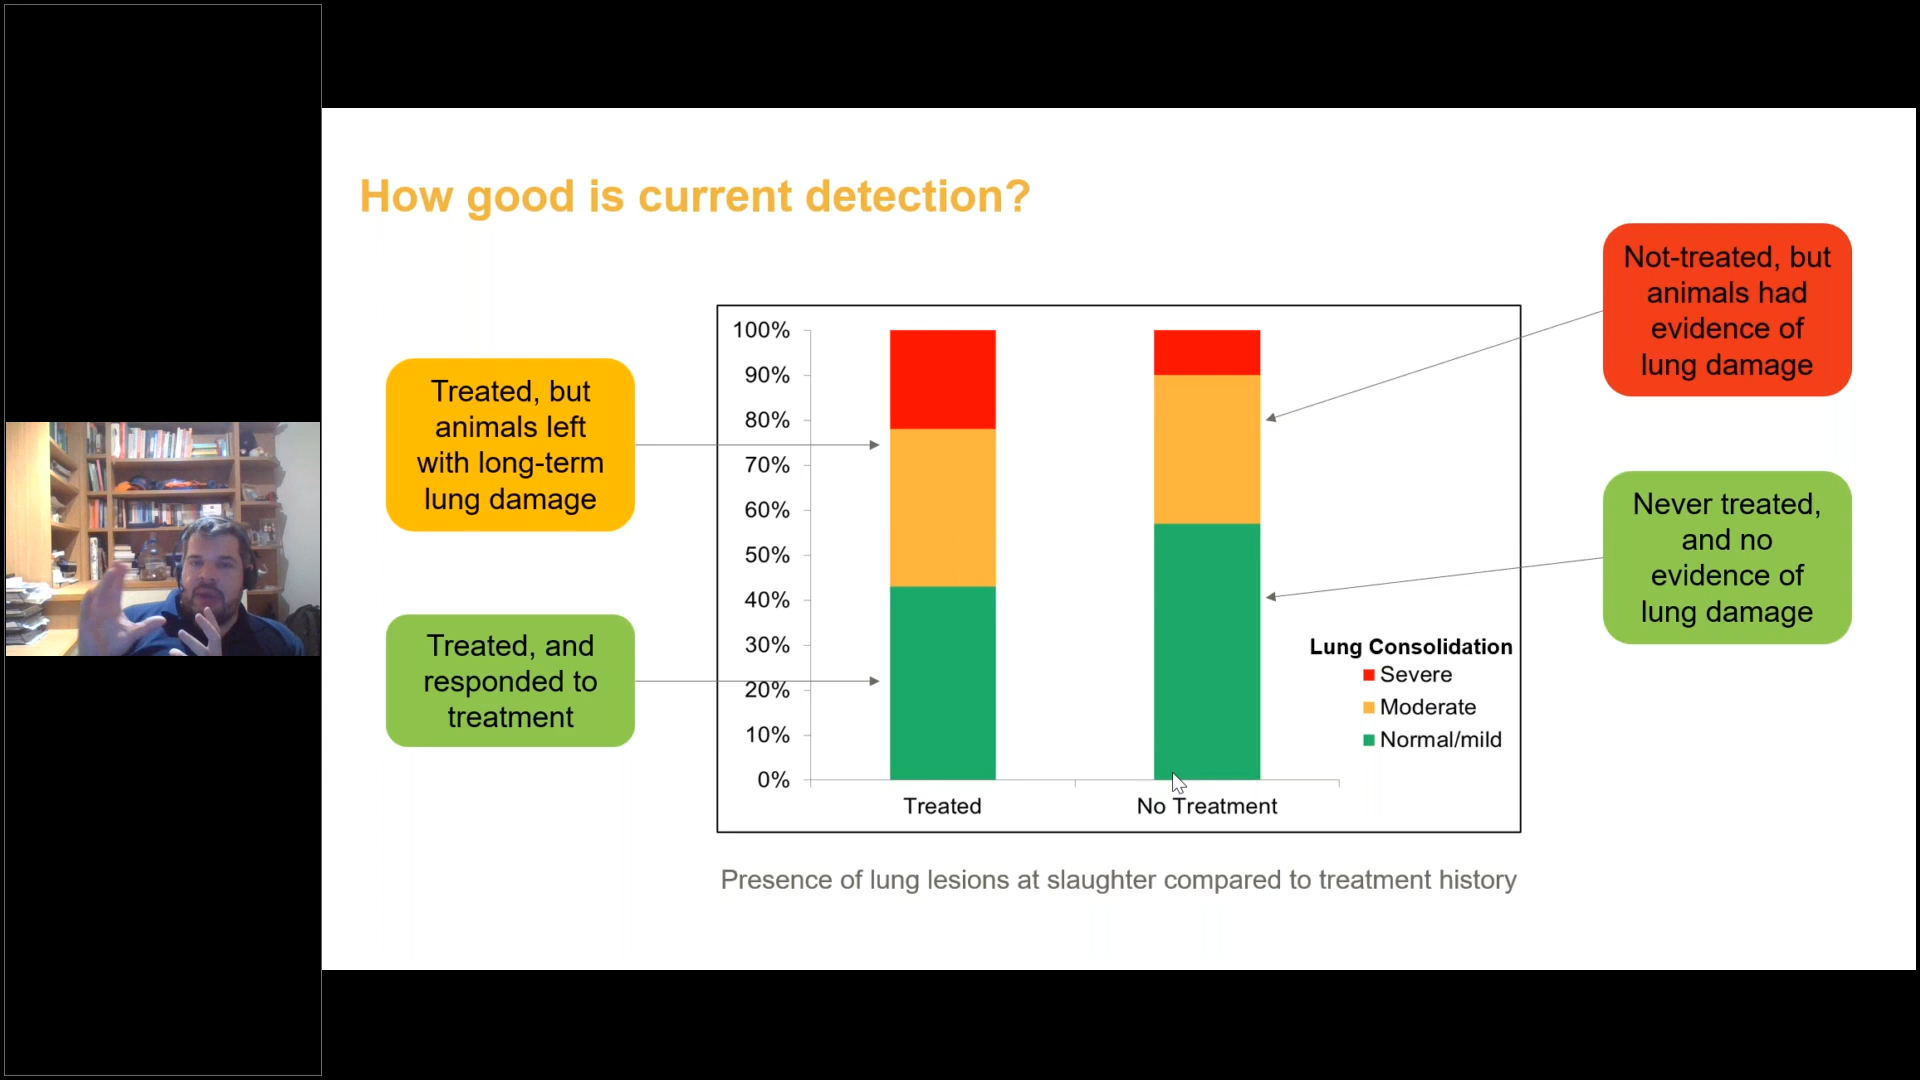 How good is current detection?
Treated, but
animals left
with long-term
lung damage
Treated, and
responded to
treatment
100%
90%
80%
70%
60%
50%
40%
30%
20%
10%
0%
Treated
No Treatment
Lung Consolidation
Severe
Moderate
Normal/mild
Not-treated, but
animals had
evidence of
lung damage
Never treated,
and no
evidence of
lung damage
Presence of lung lesions at slaughter compared to treatment history